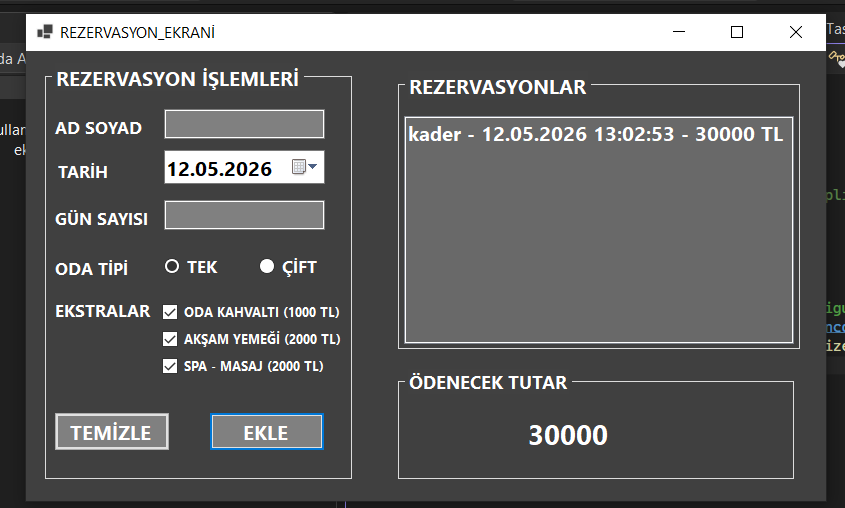 REZERVASYON_EKRANİ
REZERVASYON İŞLEMLERİ
AD SOYAD
TARİH
12.05.2026
GÜN SAYISI
ODA TİPİ
TEK
ÇİFT
EKSTRALAR
ODA KAHVALTI (1000 TL)
AKŞAM YEMEĞİ (2000 TL)
SPA - MASAJ (2000 TL)
TEMİZLE
EKLE
REZERVASYONLAR
kader - 12.05.2026 13:02:53 - 30000 TL
ÖDENECEK TUTAR
30000